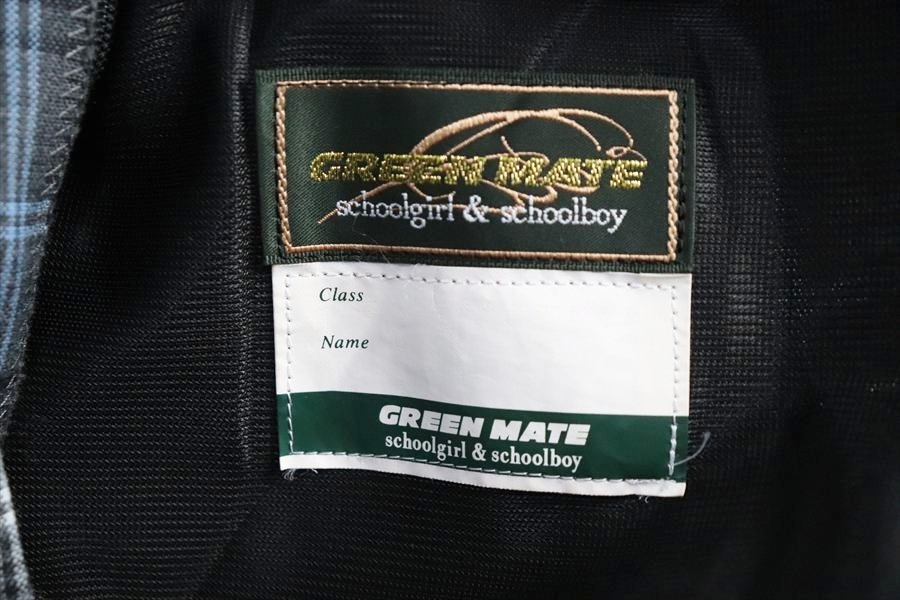 GREEN MATE
schoolgirl & schoolboy
Class
Name
GREEN MATE
schoolgirl & schoolboy